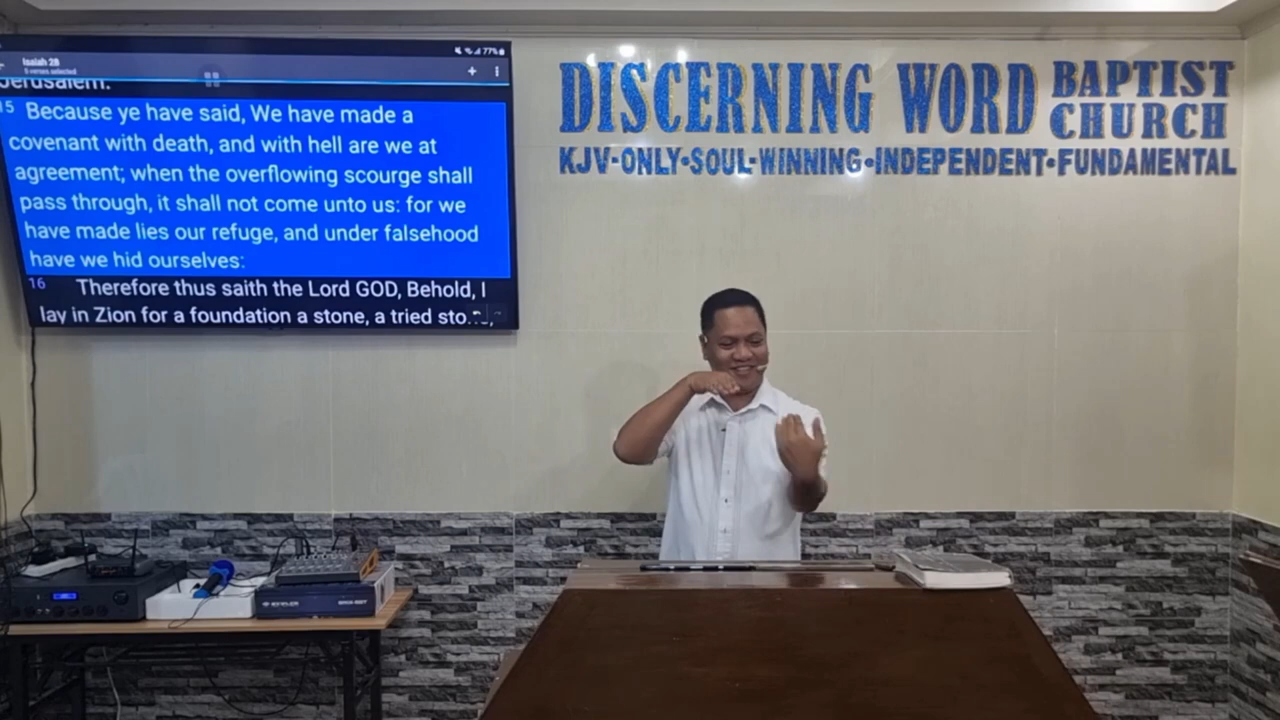 77%
Isaiah 28
Jerusalem.
15 Because ye have said, We have made a
covenant with death, and with hell are we at
agreement; when the overflowing scourge shall
pass through, it shall not come unto us: for we
have made lies our refuge, and under falsehood
have we hid ourselves:
16 Therefore thus saith the Lord GOD, Behold, I
lay in Zion for a foundation a stone, a tried
DISCERNING WORD BAPTIST
CHURCH
KJV-ONLY•SOUL-WINNING•INDEPENDENT•FUNDAMENTAL